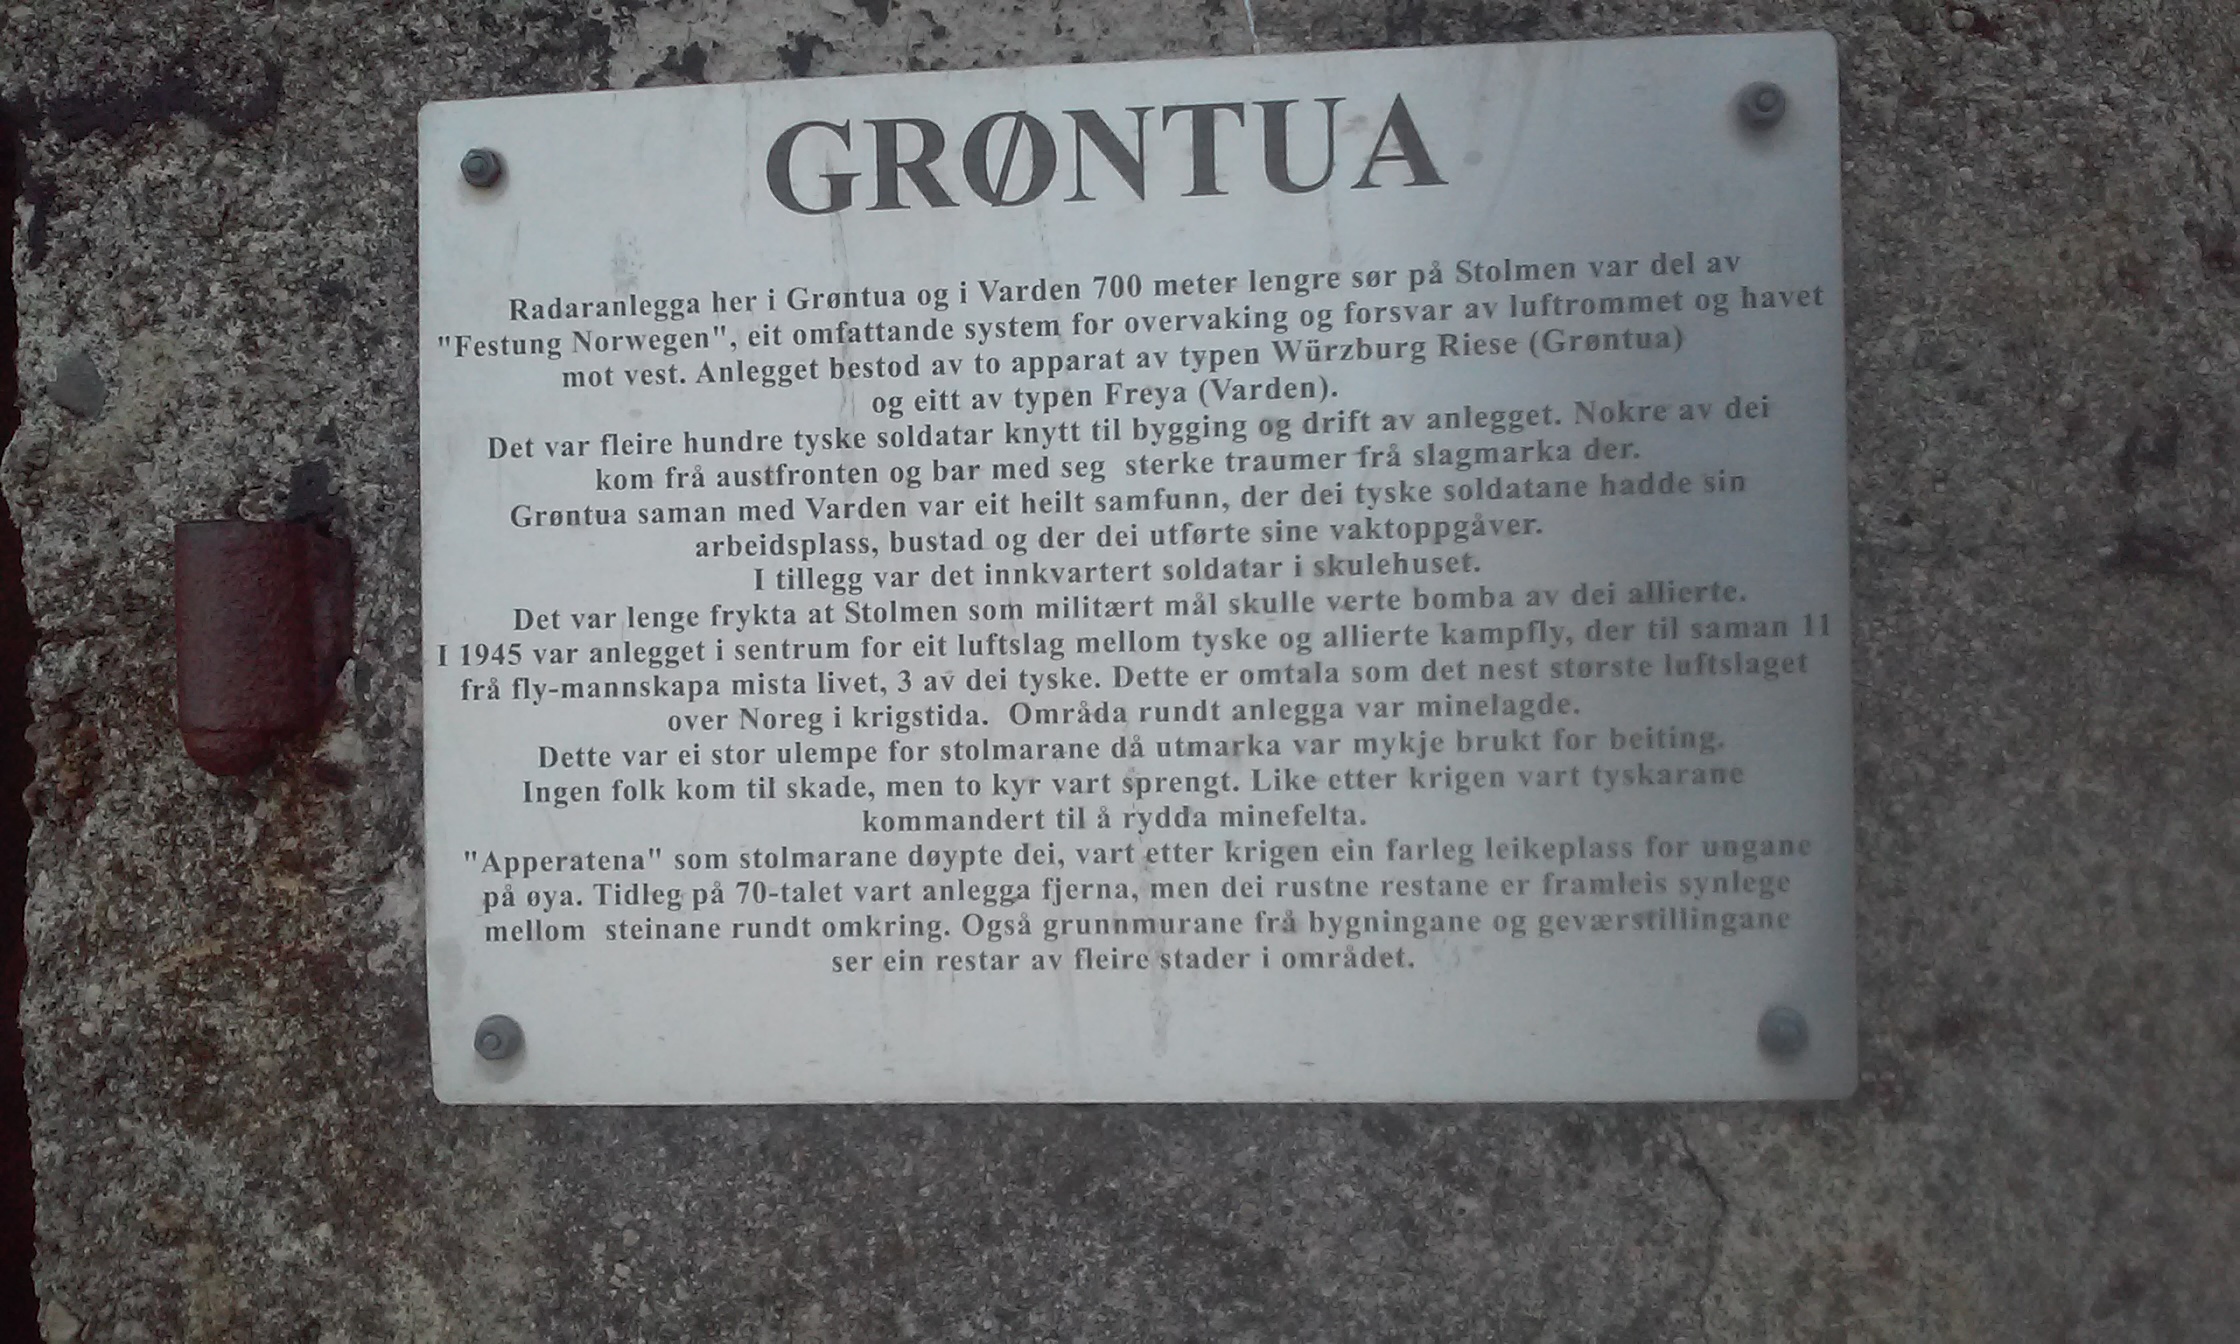 GRØNTUA
Radaranlegga her i Grøntua og i Varden 700 meter lengre sør på Stolmen var del av
"Festung Norwegen", eit omfattande system for overvaking og forsvar av luftrommet og havet
mot vest. Anlegget bestod av to apparat av typen Würzburg Riese (Grøntua)
og eitt av typen Freya (Varden).
Det var fleire hundre tyske soldatar knytt til bygging og drift av anlegget. Nokre av dei
kom frå austfronten og bar med seg  sterke traumer frå slagmarka der.
Grøntua saman med Varden var eit heilt samfunn, der dei tyske soldatane hadde sin
arbeidsplass, bustad og der dei utførte sine vaktoppgåver.
I tillegg var det innkvartert soldatar i skulehuset.
Det var lenge frykta at Stolmen som militært mål skulle verte bomba av dei allierte.
I 1945 var anlegget i sentrum for eit luftslag mellom tyske og allierte kampfly, der til saman 11
frå fly-mannskapa mista livet, 3 av dei tyske. Dette er omtala som det nest største luftslaget
over Noreg i krigstida.  Områda rundt anlegga var minelagde.
Dette var ei stor ulempe for stolmarane då utmarka var mykje brukt for beiting.
Ingen folk kom til skade, men to kyr vart sprengt. Like etter krigen vart tyskarane
kommandert til å rydda minefelta.
"Apperatena" som stolmarane døypte dei, vart etter krigen ein farleg leikeplass for ungane
på øya. Tidleg på 70-talet vart anlegga fjerna, men dei rustne restane er framleis synlege
mellom  steinane rundt omkring. Også grunnmurane frå bygningane og geværstillingane
ser ein restar av fleire stader i området.